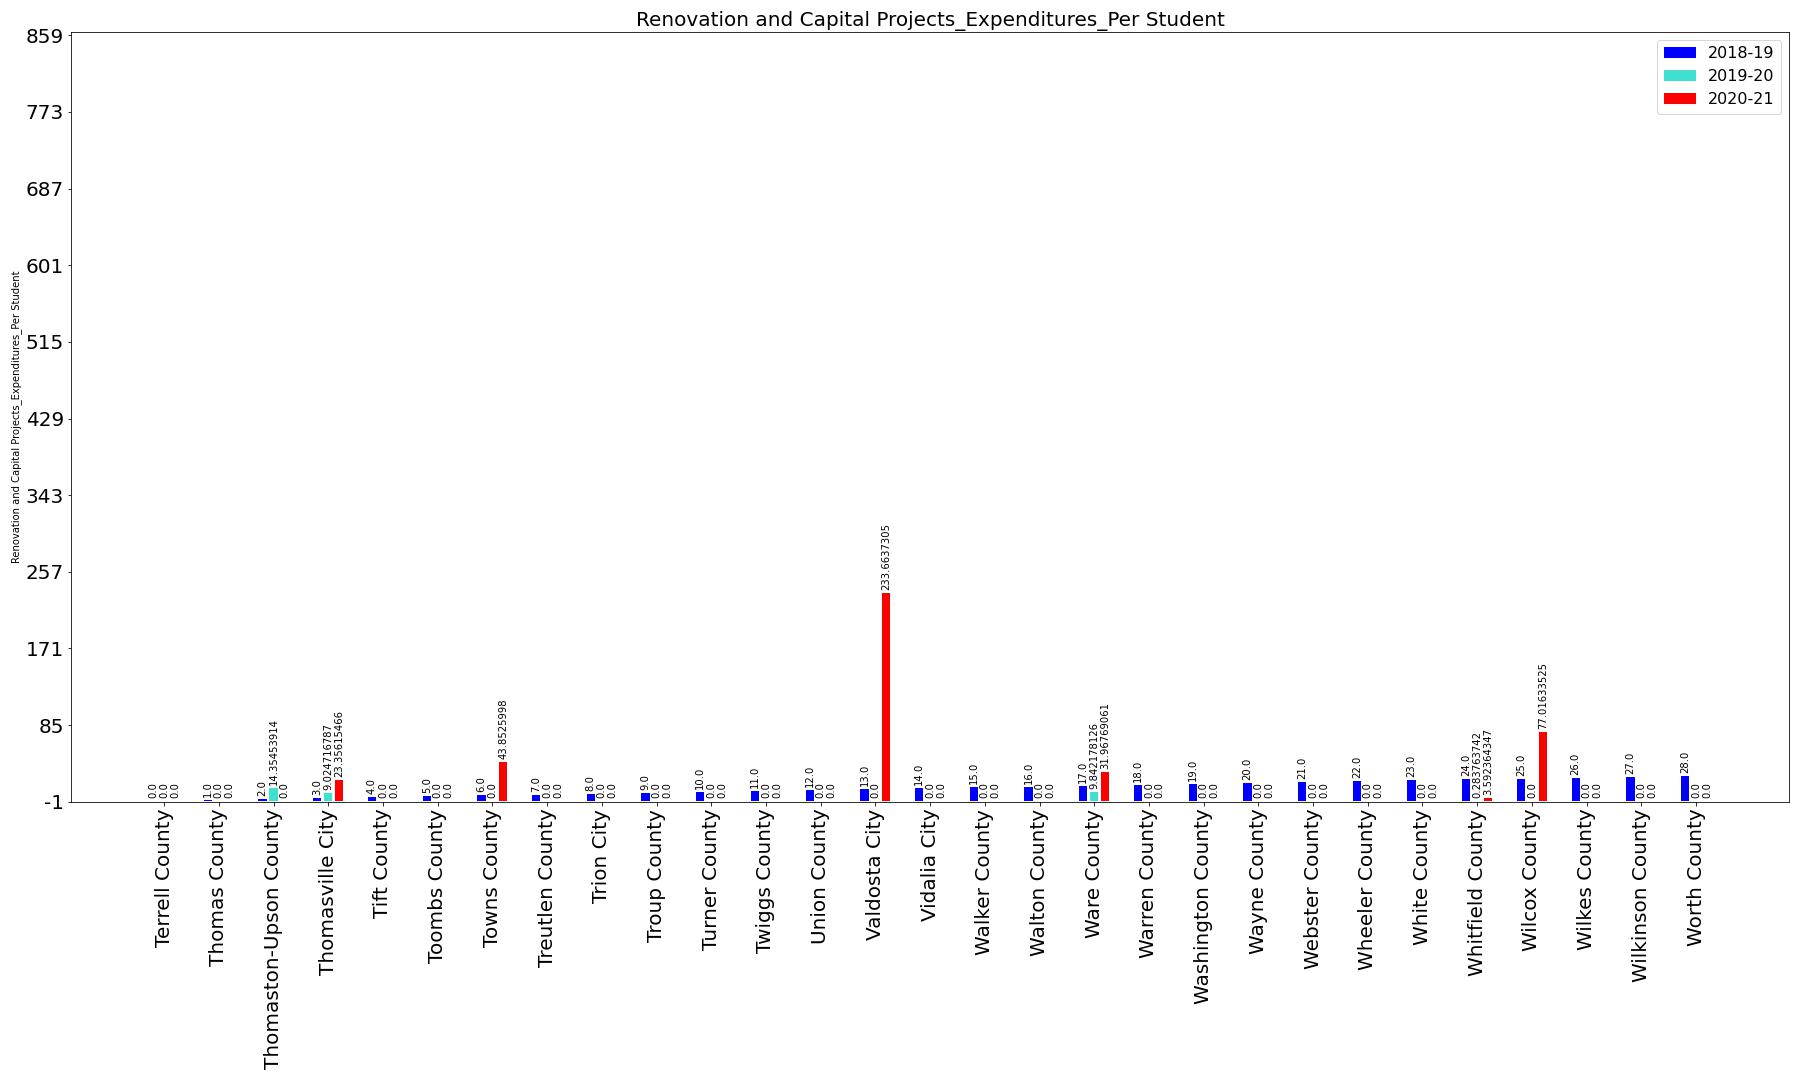 Renovation and Capital Projects_Expenditures_Per Student
2018-19
2019-20
2020-21
Renovation and Capital Projects_Expenditures_Per Student
859
773
687
601
515
429
343
257
171
85
-1
0.0 0.0 0.0
1.0 0.0 0.0
2.0 14.35453914 0.0
3.0 9.024716787 23.35615466
4.0 0.0 0.0
5.0 0.0 0.0
6.0 0.0 43.8525998
7.0 0.0 0.0
8.0 0.0 0.0
9.0 0.0 0.0
10.0 0.0 0.0
11.0 0.0 0.0
12.0 0.0 0.0
13.0 0.0 233.6637305
14.0 0.0 0.0
15.0 0.0 0.0
16.0 0.0 0.0
17.0 9.842178126 31.96769061
18.0 0.0 0.0
19.0 0.0 0.0
20.0 0.0 0.0
21.0 0.0 0.0
22.0 0.0 0.0
23.0 0.0 0.0
24.0 0.283763742 3.592364347
25.0 0.0 77.01633525
26.0 0.0 0.0
27.0 0.0 0.0
28.0 0.0 0.0
Terrell County
Thomas County
Thomaston-Upson County
Thomasville City
Tift County
Toombs County
Towns County
Treutlen County
Trion City
Troup County
Turner County
Twiggs County
Union County
Valdosta City
Vidalia City
Walker County
Walton County
Ware County
Warren County
Washington County
Wayne County
Webster County
Wheeler County
White County
Whitfield County
Wilcox County
Wilkes County
Wilkinson County
Worth County